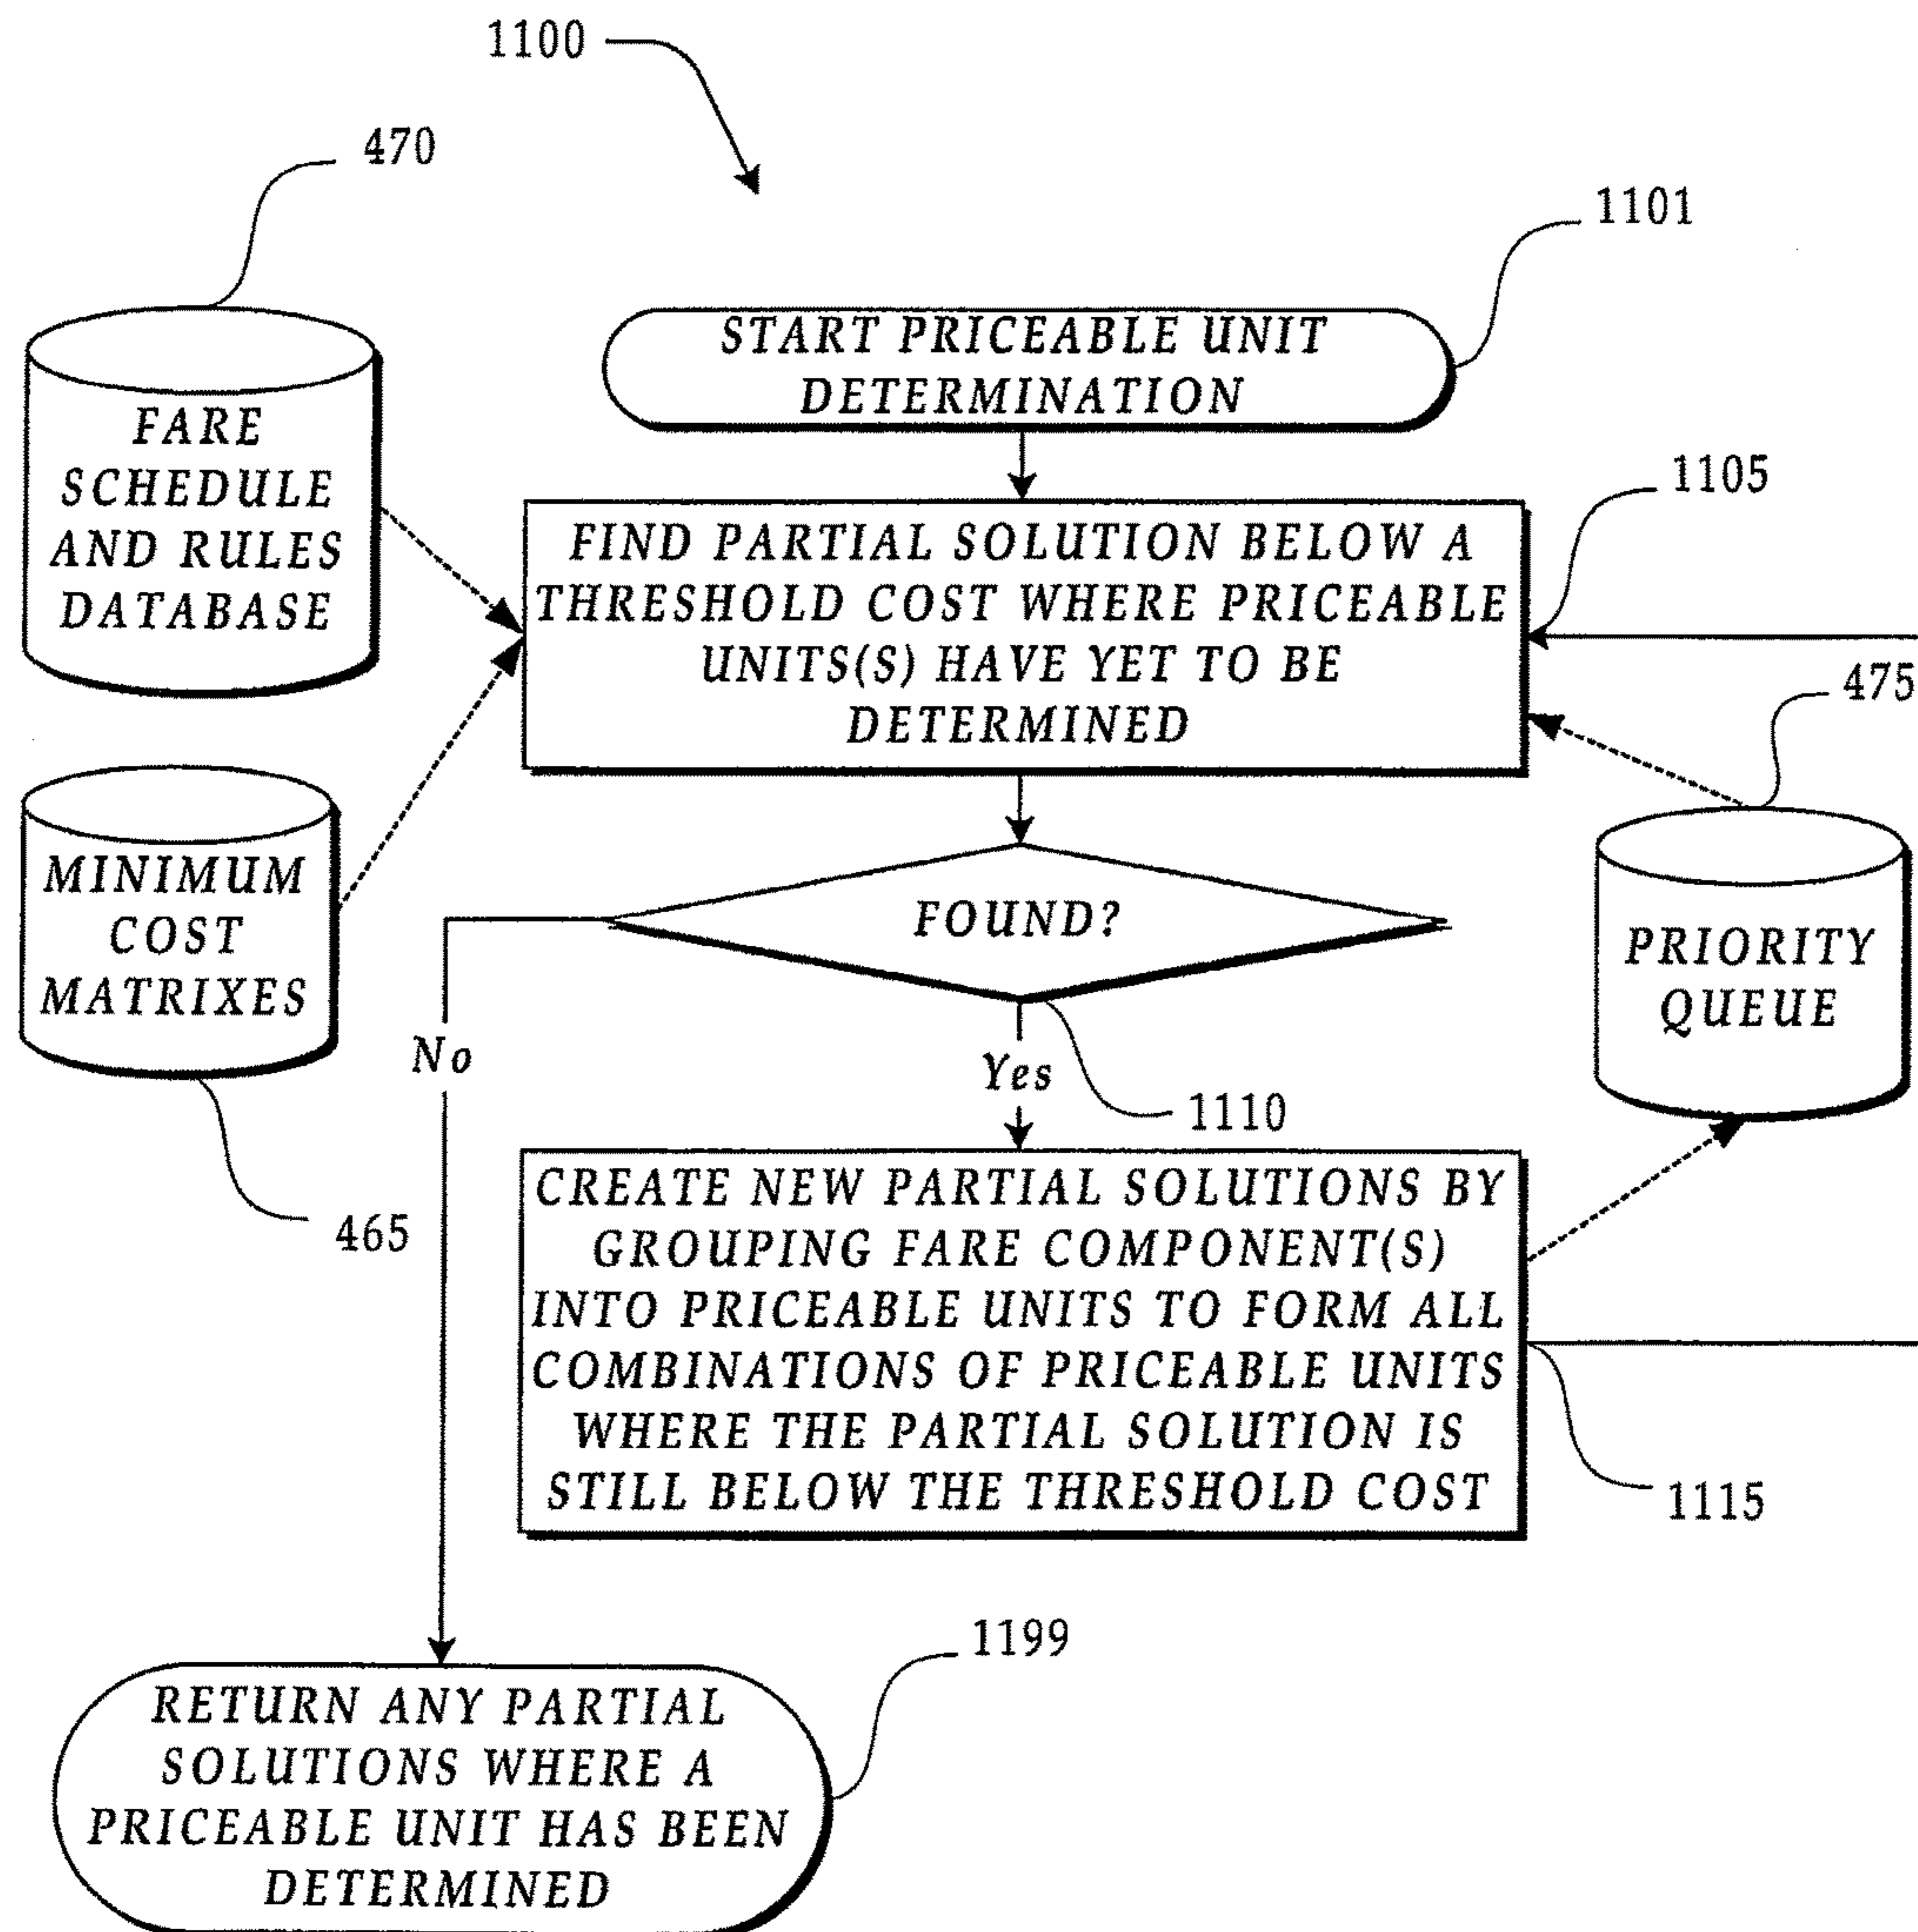 1100
470
1101
START PRICEABLE UNIT
DETERMINATION
FARE
SCHEDULE
AND RULES
DATABASE
1105
FIND PARTIAL SOLUTION BELOW A
THRESHOLD COST WHERE PRICEABLE
UNITS(S) HAVE YET TO BE
DETERMINED
475
MINIMUM
COST
MATRIXES
FOUND?
PRIORITY
QUEUE
No
Yes
1110
465
CREATE NEW PARTIAL SOLUTIONS BY
GROUPING FARE COMPONENT(S)
INTO PRICEABLE UNITS TO FORM ALL
COMBINATIONS OF PRICEABLE UNITS
WHERE THE PARTIAL SOLUTION IS
STILL BELOW THE THRESHOLD COST
1115
1199
RETURN ANY PARTIAL
SOLUTIONS WHERE A
PRICEABLE UNIT HAS BEEN
DETERMINED